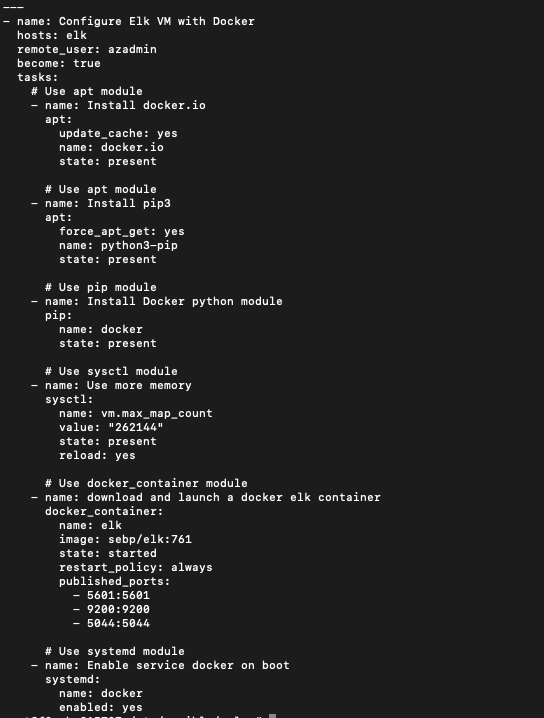 ---
- name: Configure Elk VM with Docker
  hosts: elk
  remote_user: azadmin
  become: true
  tasks:
    # Use apt module
    - name: Install docker.io
      apt:
        update_cache: yes
        name: docker.io
        state: present

      # Use apt module
    - name: Install pip3
      apt:
        force_apt_get: yes
        name: python3-pip
        state: present

      # Use pip module
    - name: Install Docker python module
      pip:
        name: docker
        state: present

      # Use sysctl module
    - name: Use more memory
      sysctl:
        name: vm.max_map_count
        value: "262144"
        state: present
        reload: yes

      # Use docker_container module
    - name: download and launch a docker elk container
      docker_container:
        name: elk
        image: sebp/elk:761
        state: started
        restart_policy: always
        published_ports:
          - 5601:5601
          - 9200:9200
          - 5044:5044

      # Use systemd module
    - name: Enable service docker on boot
      systemd:
        name: docker
        enabled: yes